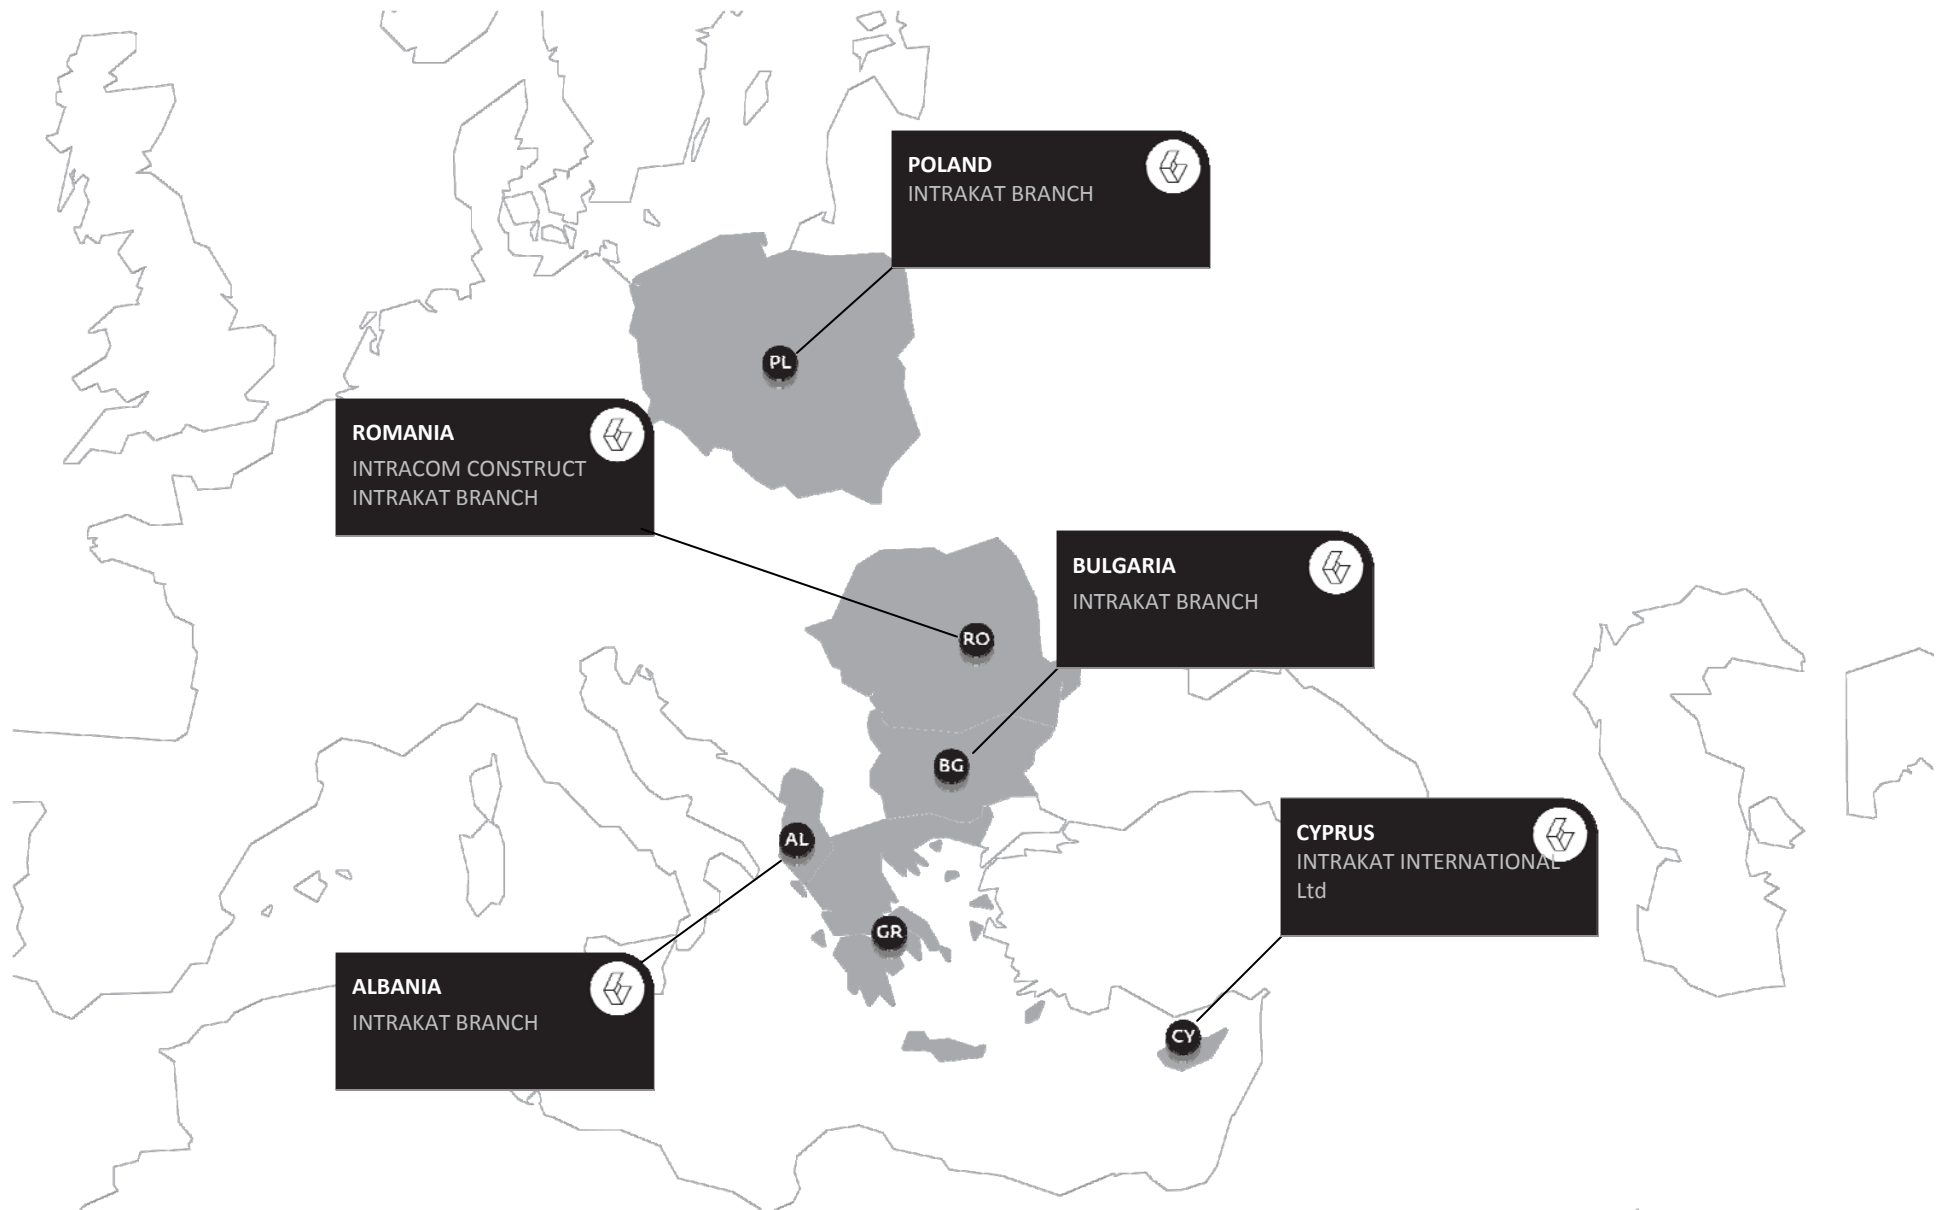 POLAND
INTRAKAT BRANCH
PL
ROMANIA
INTRACOM CONSTRUCT
INTRAKAT BRANCH
BULGARIA
INTRAKAT BRANCH
RO
BG
CYPRUS
INTRAKAT INTERNATIONAL
Ltd
AL
GR
ALBANIA
INTRAKAT BRANCH
CY